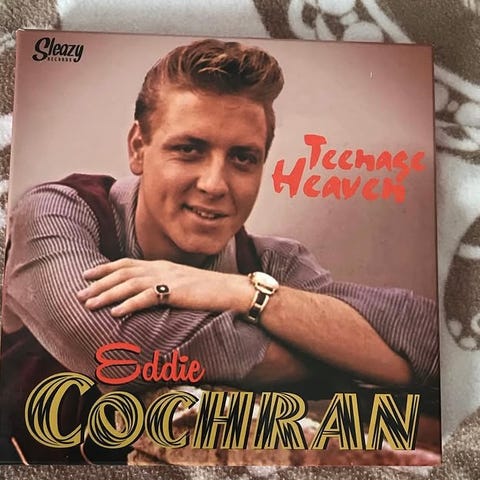 Sleazy
RECORDS
Teenage
Heaven
Eddie
COCHRAN